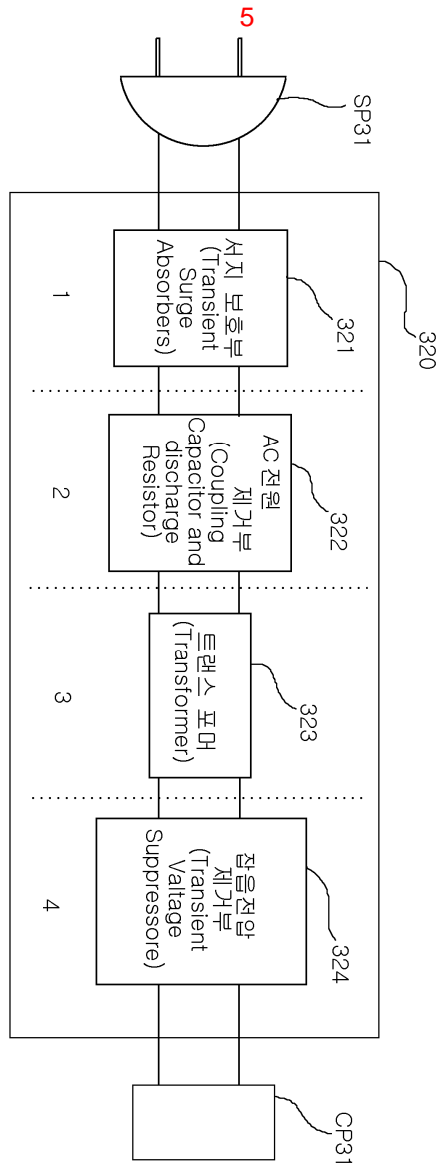 5
SP31
320
321
서지 보호부
(Transient
Surge
Absorbers)
1
322
AC 전원
제거부
(Coupling
Capacitor and
discharge
Resistor)
2
323
트랜스 포머
(Transformer)
3
324
잡음전압
제거부
(Transient
Valtage
Suppressore)
4
CP31